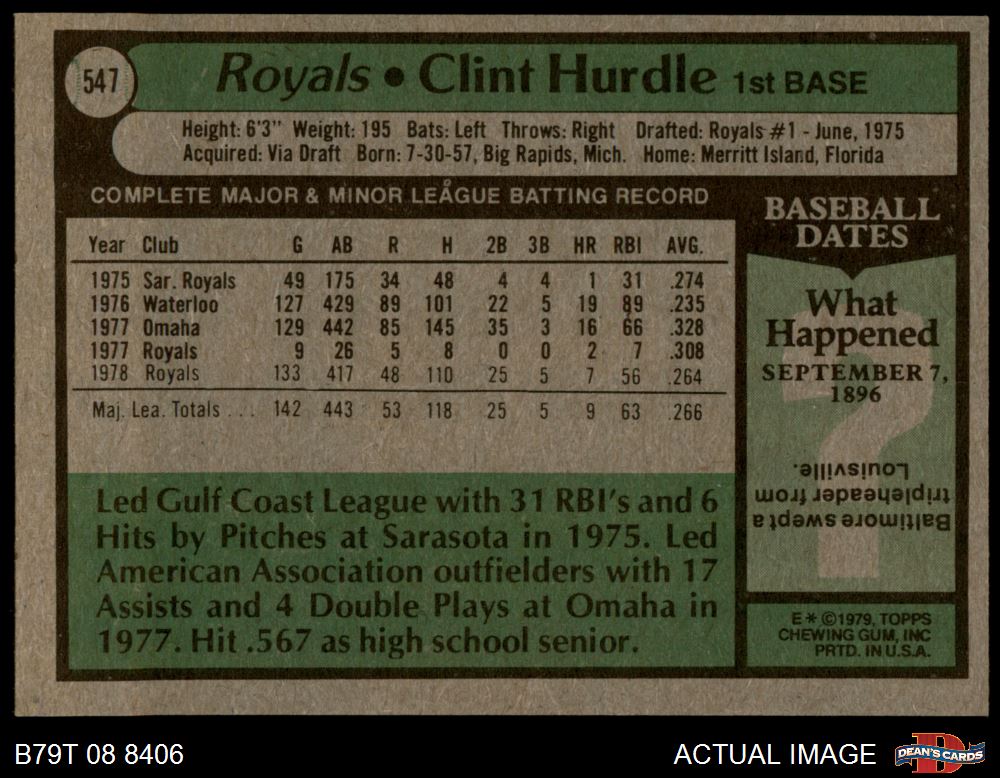 547
Royals • Clint Hurdle 1st BASE
Height: 6'3" Weight: 195 Bats: Left Throws: Right Drafted: Royals #1 - June, 1975
Acquired: Via Draft Born: 7-30-57, Big Rapids, Mich. Home: Merritt Island, Florida
COMPLETE MAJOR & MINOR LEAGUE BATTING RECORD
Year Club G AB R H 2B 3B HR RBI AVG.
1975 Sar. Royals 49 175 34 48 4 4 1 31 .274
1976 Waterloo 127 429 89 101 22 5 19 89 .235
1977 Omaha 129 442 85 145 35 3 16 66 .328
1977 Royals 9 26 5 8 0 0 2 7 .308
1978 Royals 133 417 48 110 25 5 7 56 .264
Maj. Lea. Totals . . . 142 443 53 118 25 5 9 63 .266
Led Gulf Coast League with 31 RBI's and 6
Hits by Pitches at Sarasota in 1975. Led
American Association outfielders with 17
Assists and 4 Double Plays at Omaha in
1977. Hit .567 as high school senior.
BASEBALL
DATES
What
Happened
SEPTEMBER 7,
1896
?
Baltimore swept a
tripleheader from
Louisville.
E * ©1979, TOPPS
CHEWING GUM, INC
PRTD. IN U.S.A.
B79T 08 8406
ACTUAL IMAGE
D
DEAN'S CARDS